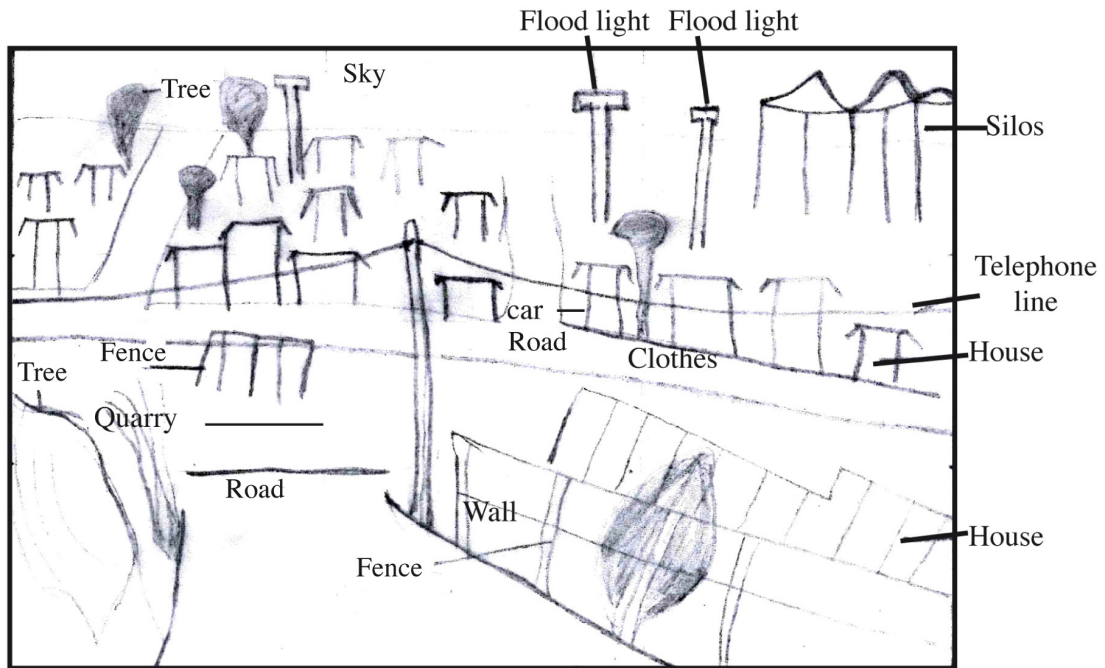 Flood light Flood light
Sky
Tree
Silos
Telephone
line
car
Road
Fence
Clothes
House
Tree
Quarry
Road
Wall
House
Fence